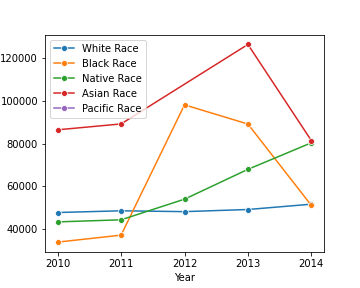 White Race
Black Race
Native Race
Asian Race
Pacific Race
120000
100000
80000
60000
40000
2010 2011 2012 2013 2014
Year